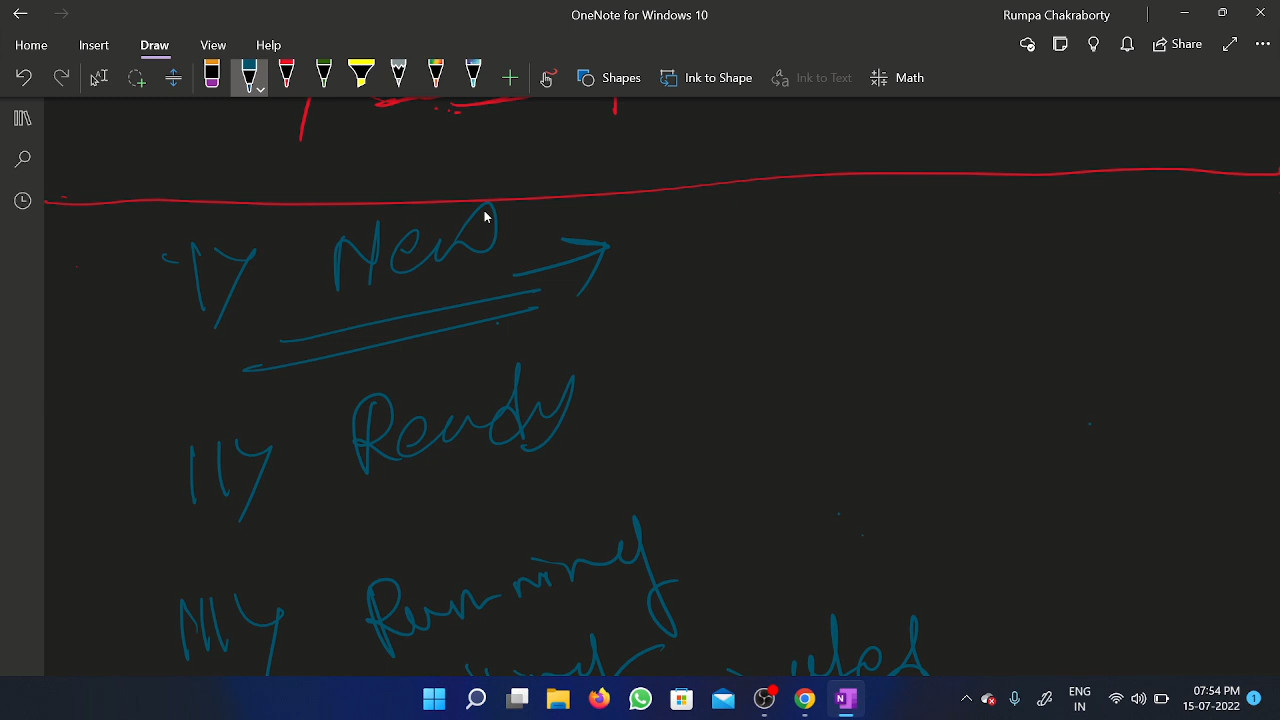 OneNote for Windows 10
Rumpa Chakraborty
Home Insert Draw View Help
Share
Shapes Ink to Shape Ink to Text Math
I) New
II) Ready
III) Running
ENG
IN
07:54 PM
15-07-2022
1